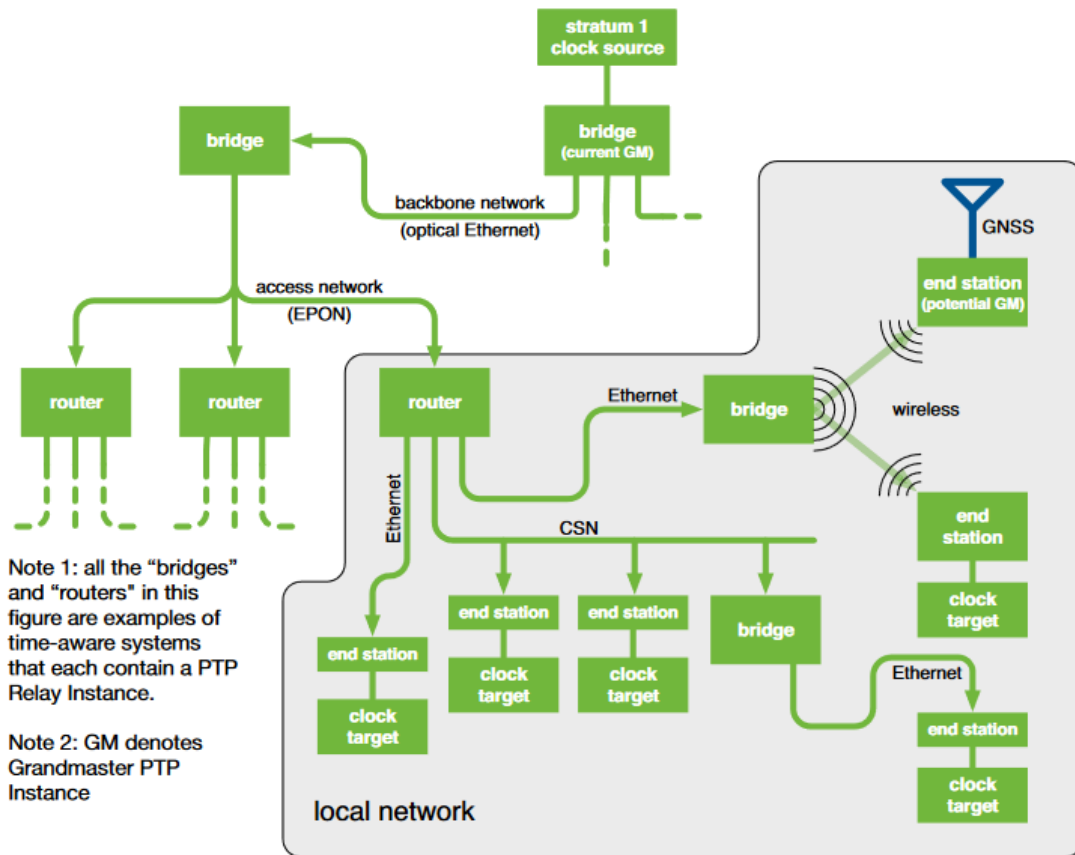 stratum 1
clock source
bridge
bridge
(current GM)
backbone network
(optical Ethernet)
GNSS
end station
(potential GM)
access network
(EPON)
router
router
router
Ethernet
bridge
wireless
Ethernet
CSN
end
station
clock
target
end station
clock
target
end station
clock
target
end station
clock
target
bridge
Ethernet
end station
clock
target
Note 1: all the “bridges”
and “routers" in this
figure are examples of
time-aware systems
that each contain a PTP
Relay Instance.
Note 2: GM denotes
Grandmaster PTP
Instance
local network